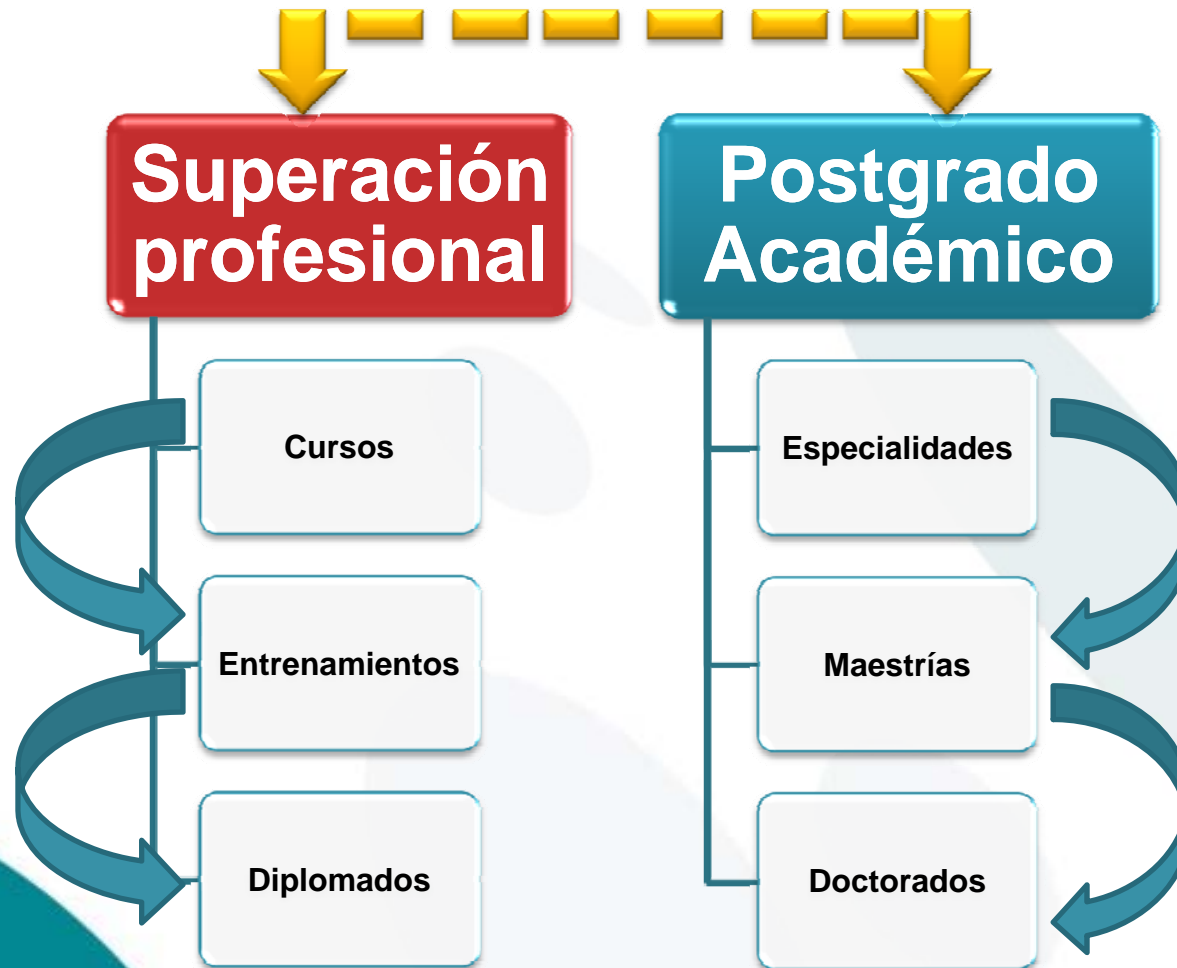 Superación
profesional
Cursos
Entrenamientos
Diplomados
Postgrado
Académico
Especialidades
Maestrías
Doctorados